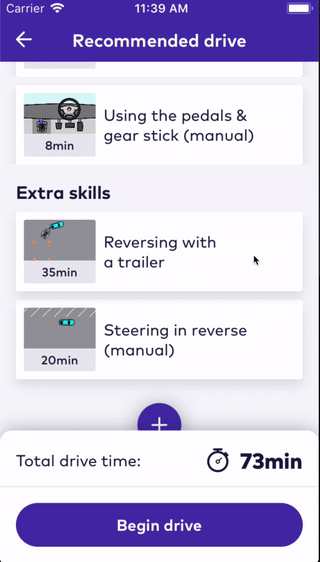 Carrier
11:39 AM
Recommended drive
Using the pedals &
gear stick (manual)
8min
Extra skills
Reversing with
a trailer
35min
Steering in reverse
(manual)
20min
+
Total drive time:
73min
Begin drive